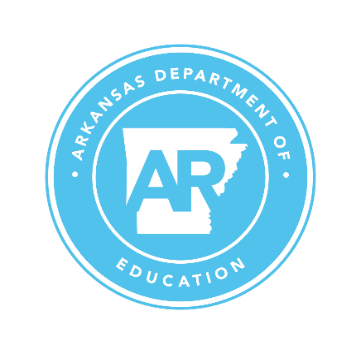 ARKANSAS DEPARTMENT OF
AR
EDUCATION